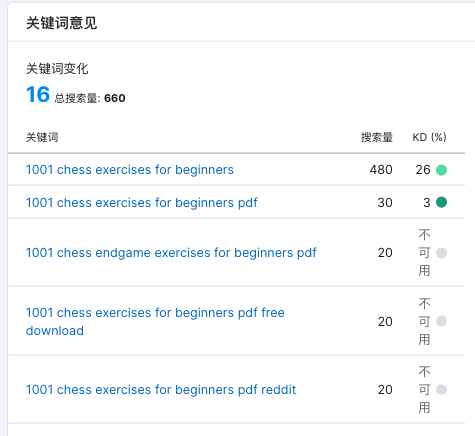 关键词意见
关键词变化
16 总搜索量: 660
关键词 搜索量 KD (%)
1001 chess exercises for beginners 480 26
1001 chess exercises for beginners pdf 30 3
1001 chess endgame exercises for beginners pdf 20 不可用
1001 chess exercises for beginners pdf free
download 20 不可用
1001 chess exercises for beginners pdf reddit 20 不可用